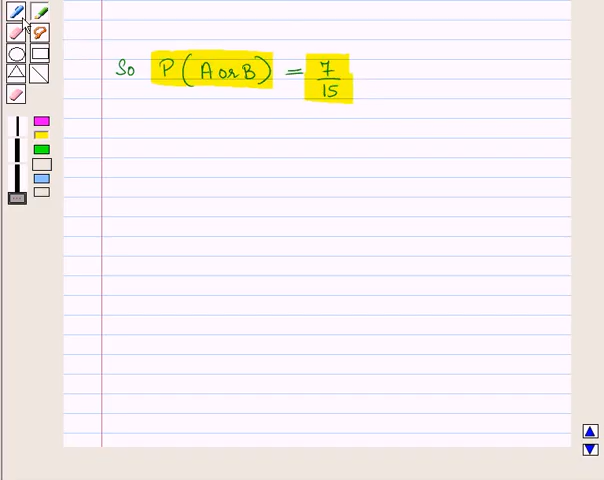 So P(A or B) = 7/15